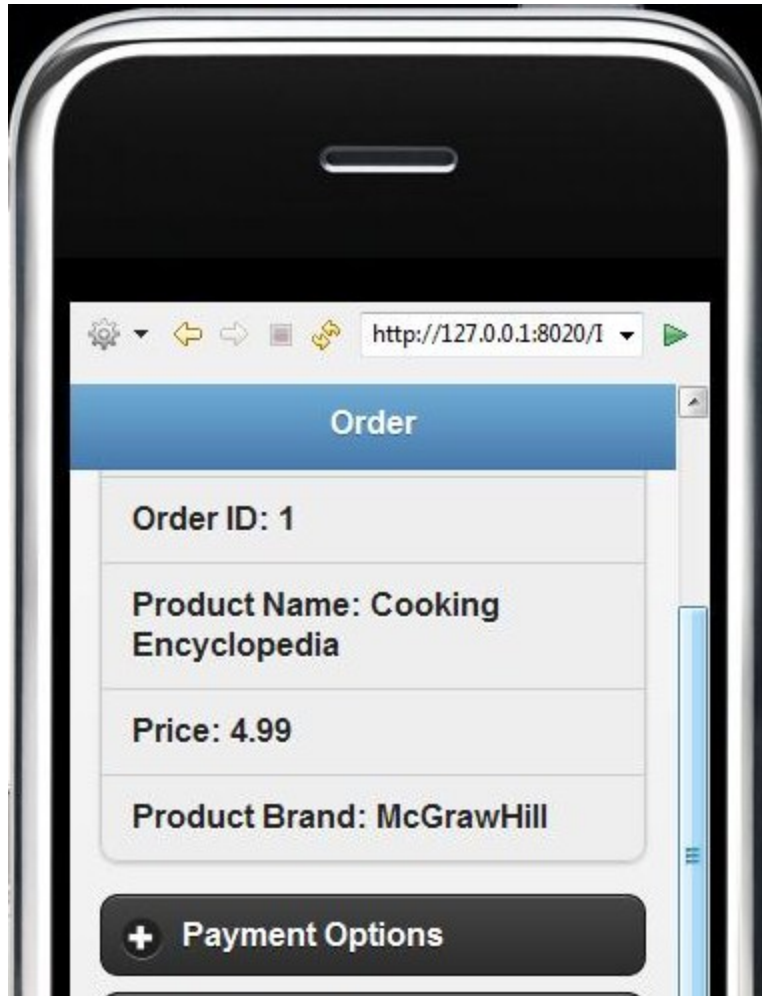 http://127.0.0.1:8020/I
Order
Order ID: 1
Product Name: Cooking
Encyclopedia
Price: 4.99
Product Brand: McGrawHill
Payment Options